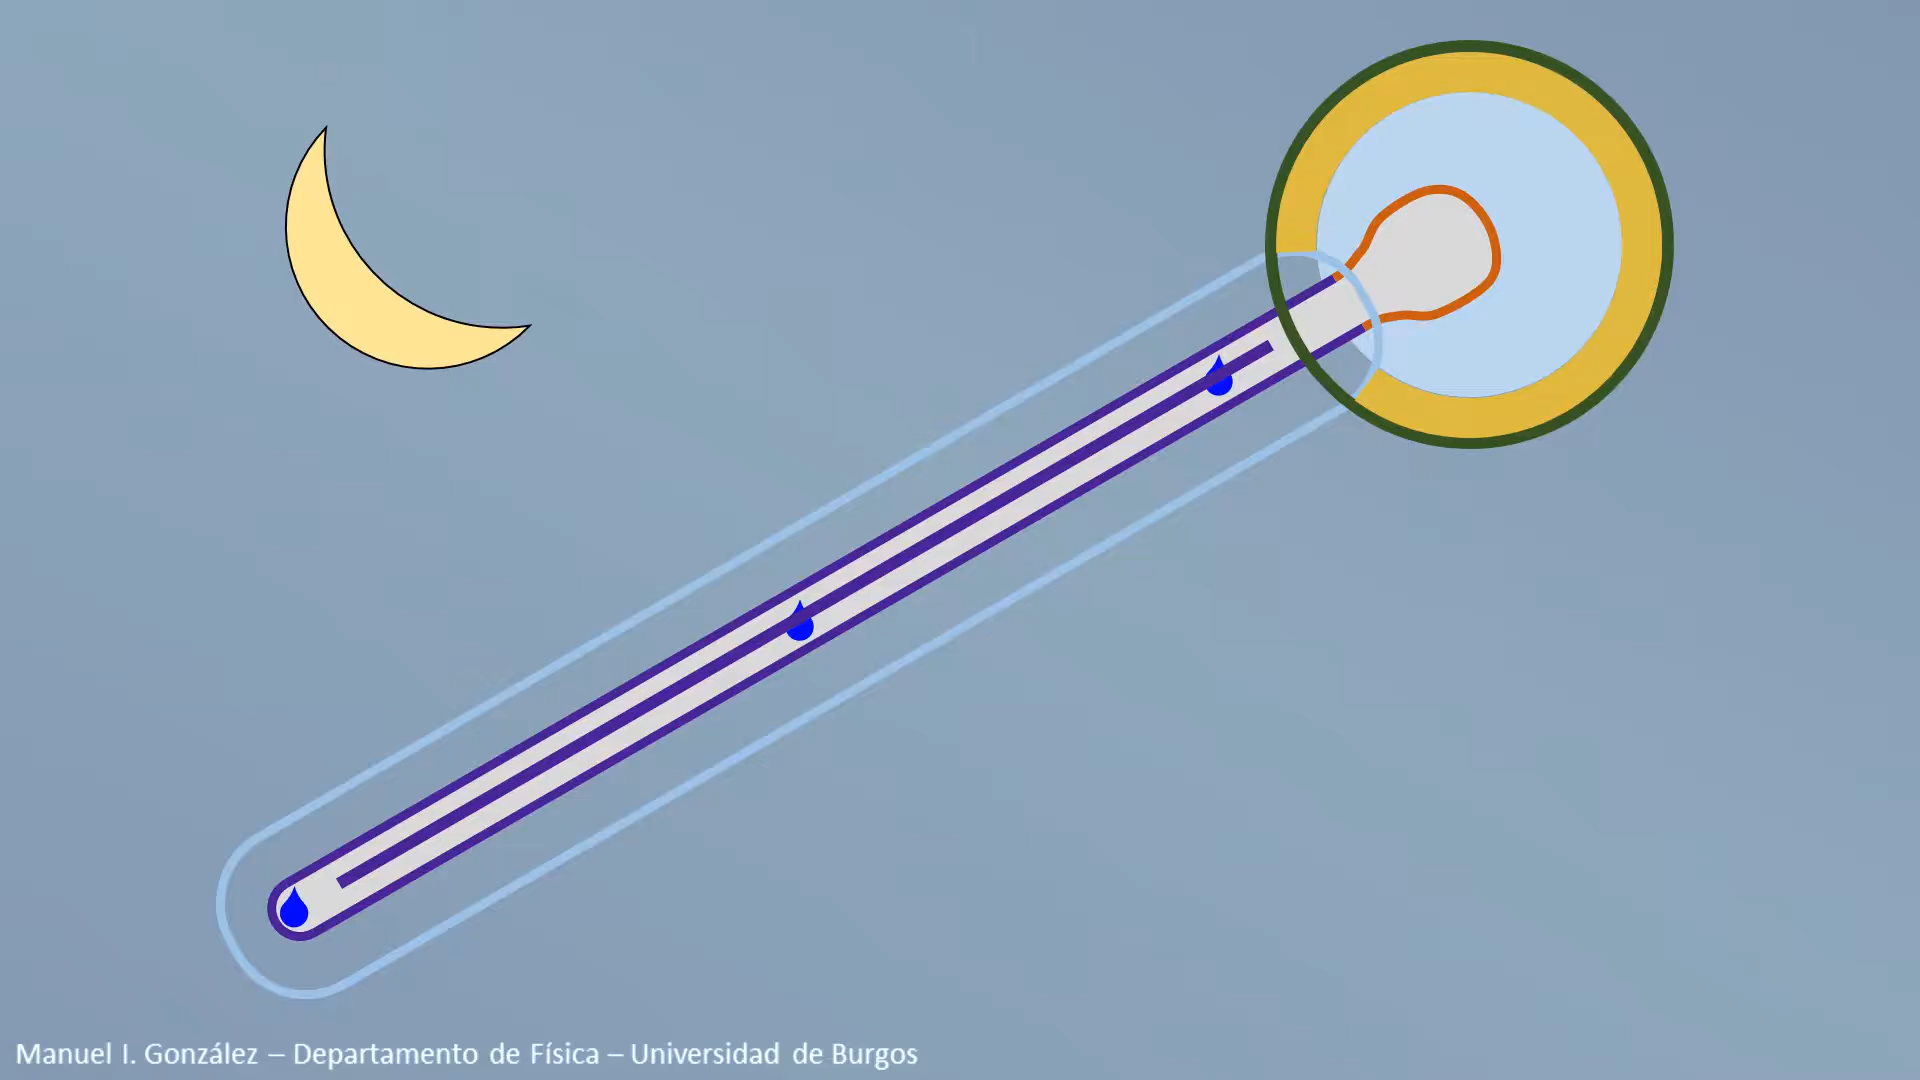 Manuel I. González – Departamento de Física – Universidad de Burgos